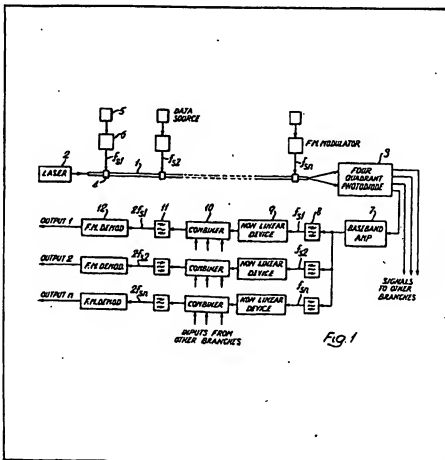 5
DATA
SOURCE
6
F.M. MODULATOR
3
2
fs1
1
fs2
fsn
LASER
4
FOUR
QUADRANT
PHOTODIODE
12
2fs1
11
10
9
fs1
8
7
OUTPUT 1
F.M. DEMOD
COMBINER
NON LINEAR
DEVICE
BASEBAND
AMP
2fs2
fs2
OUTPUT 2
F.M. DEMOD.
COMBINER
NON LINEAR
DEVICE
SIGNALS
TO OTHER
BRANCHES
2fsn
fsn
OUTPUT n
F.M. DEMOD
COMBINER
NON LINEAR
DEVICE
INPUTS FROM
OTHER BRANCHES
Fig.1